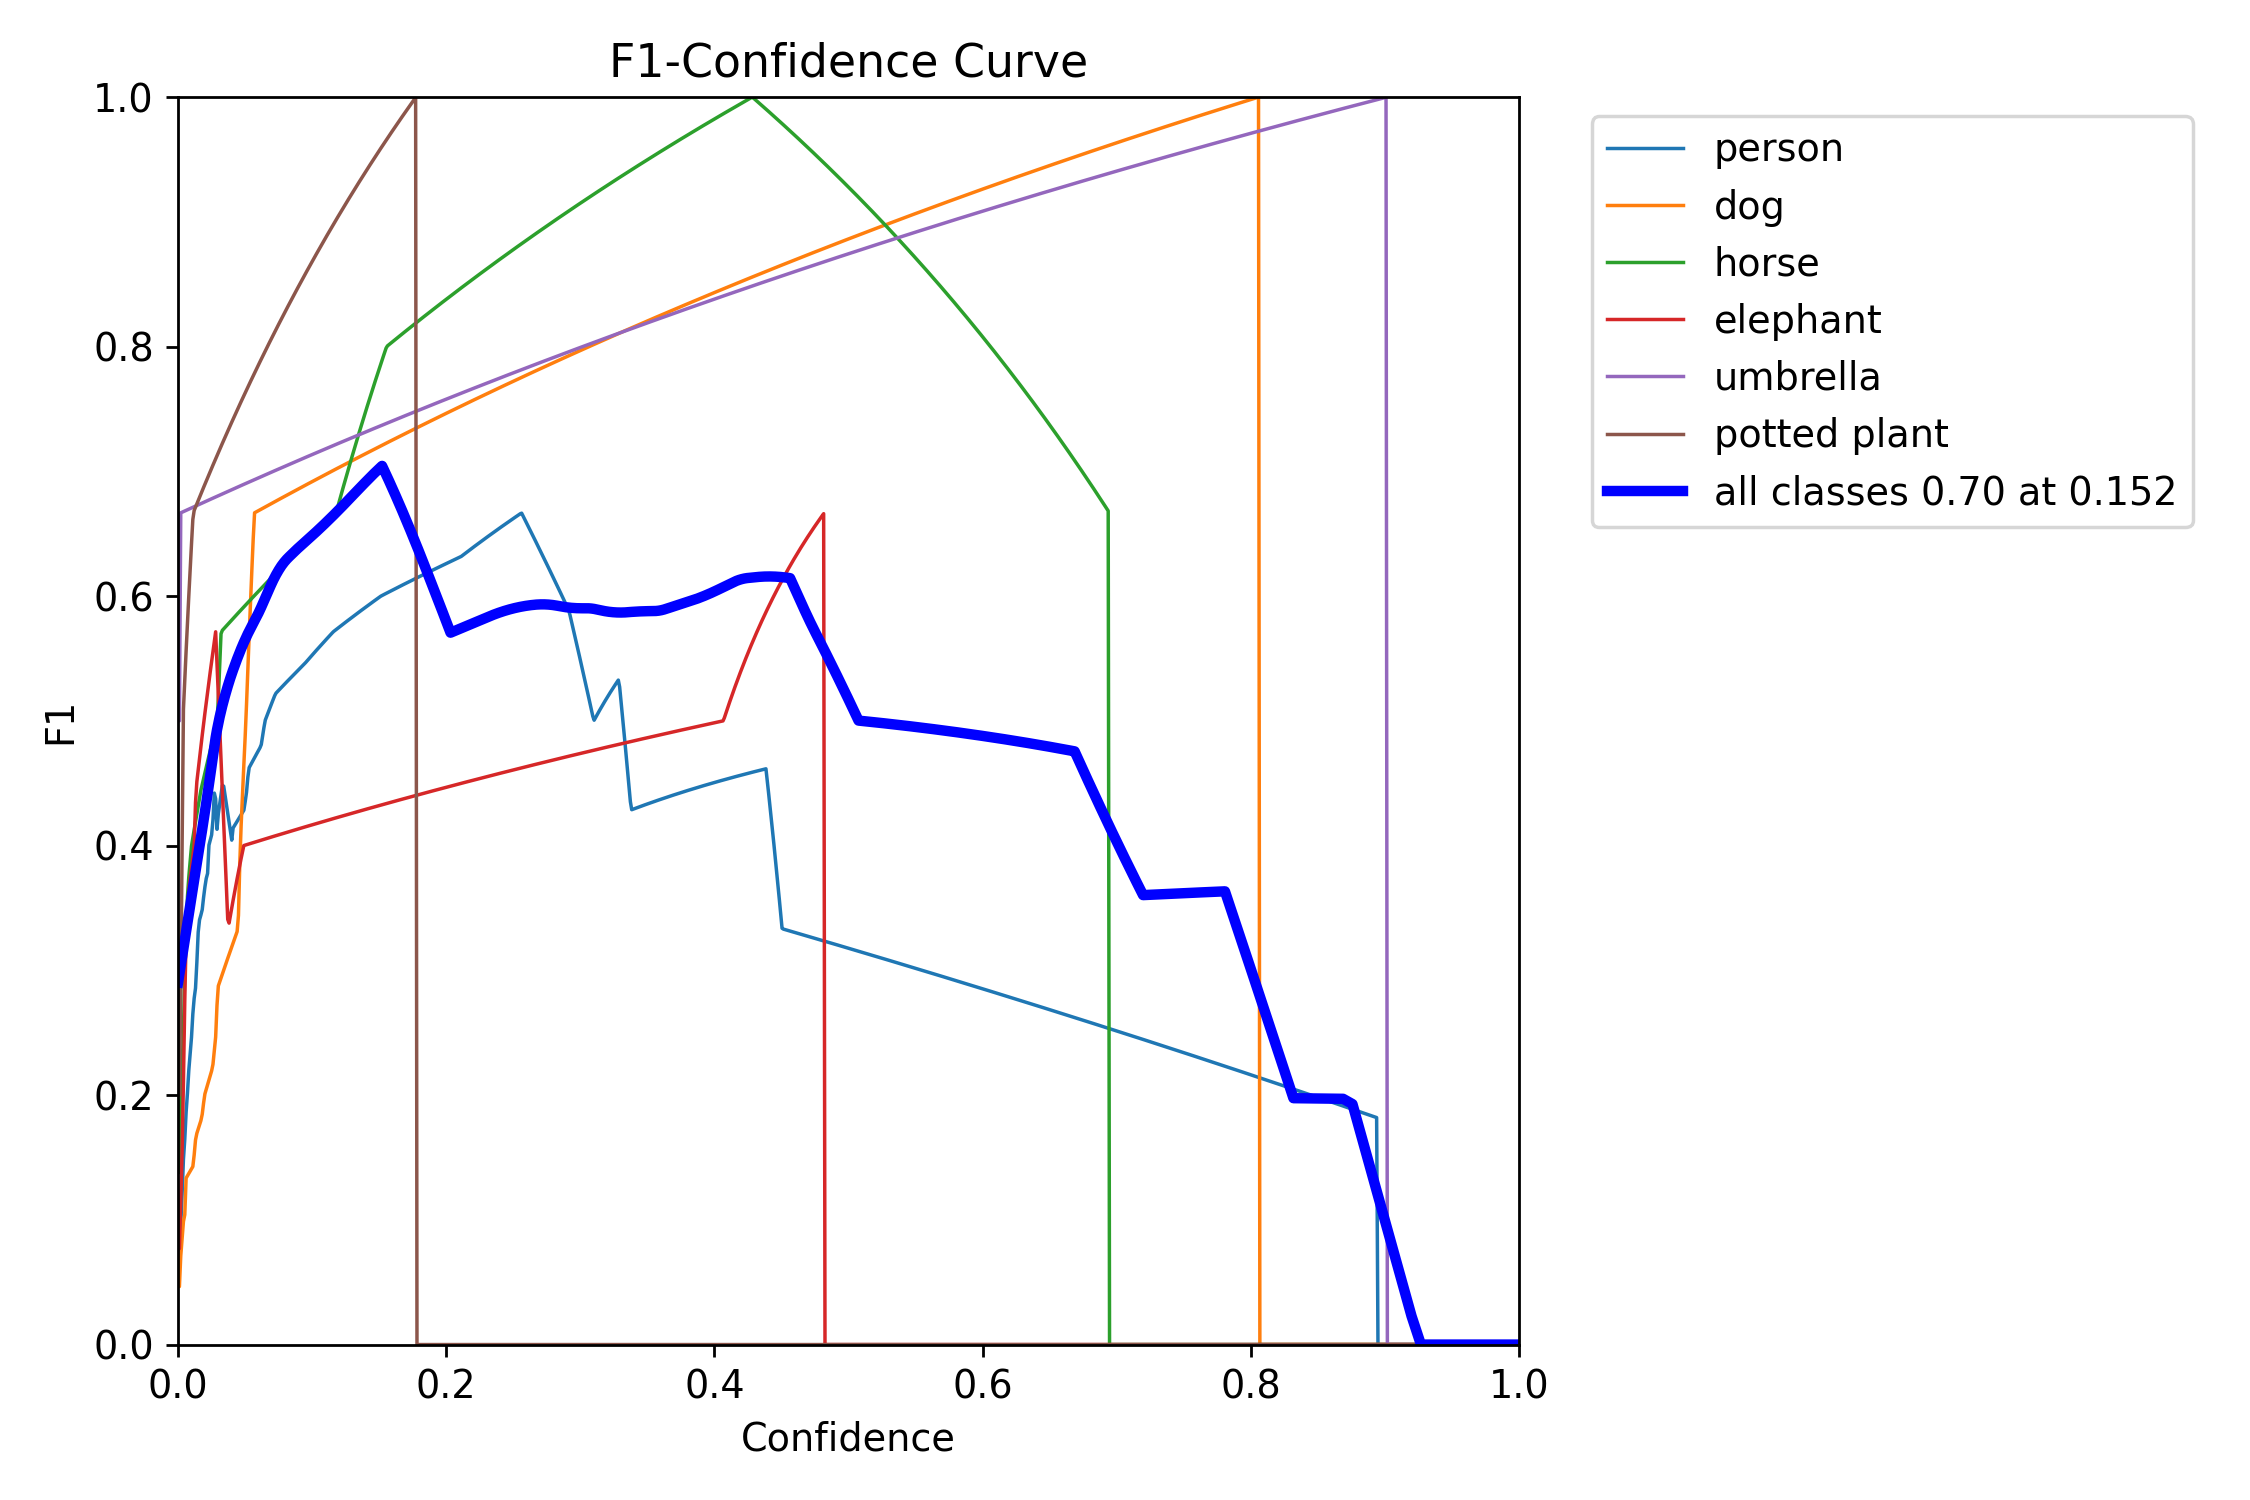 F1-Confidence Curve
1.0
0.8
0.6
0.4
0.2
0.0
F1
0.0 0.2 0.4 0.6 0.8 1.0
Confidence
person
dog
horse
elephant
umbrella
potted plant
all classes 0.70 at 0.152